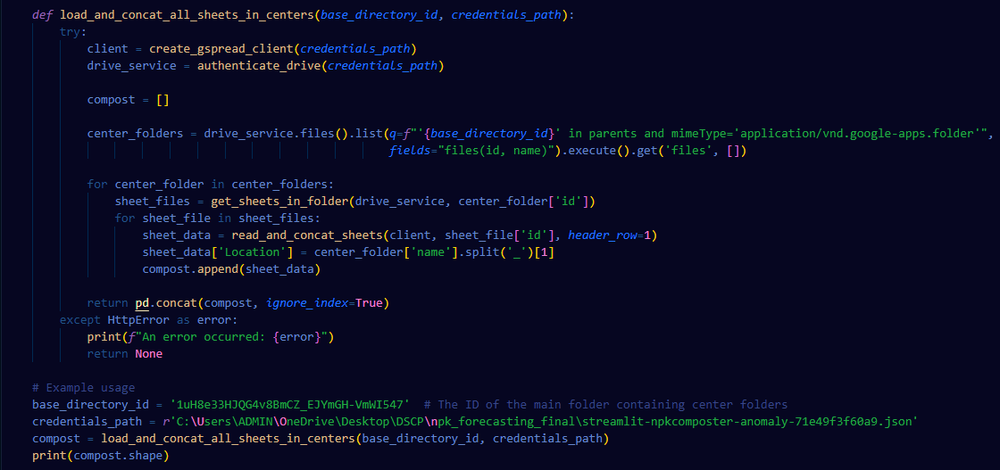 def load_and_concat_all_sheets_in_centers(base_directory_id, credentials_path):
    try:
        client = create_gspread_client(credentials_path)
        drive_service = authenticate_drive(credentials_path)

        compost = []

        center_folders = drive_service.files().list(q=f"'{base_directory_id}' in parents and mimeType='application/vnd.google-apps.folder'",
                                                    fields="files(id, name)").execute().get('files', [])

        for center_folder in center_folders:
            sheet_files = get_sheets_in_folder(drive_service, center_folder['id'])
            for sheet_file in sheet_files:
                sheet_data = read_and_concat_sheets(client, sheet_file['id'], header_row=1)
                sheet_data['Location'] = center_folder['name'].split('_')[1]
                compost.append(sheet_data)

        return pd.concat(compost, ignore_index=True)
    except HttpError as error:
        print(f"An error occurred: {error}")
        return None

# Example usage
base_directory_id = '1uH8e33HJQG4v8BmCZ_EJYmGH-VmWI547'  # The ID of the main folder containing center folders
credentials_path = r'C:\Users\ADMIN\OneDrive\Desktop\DSCP\npk_forecasting_final\streamlit-npkcomposter-anomaly-71e49f3f60a9.json'
compost = load_and_concat_all_sheets_in_centers(base_directory_id, credentials_path)
print(compost.shape)